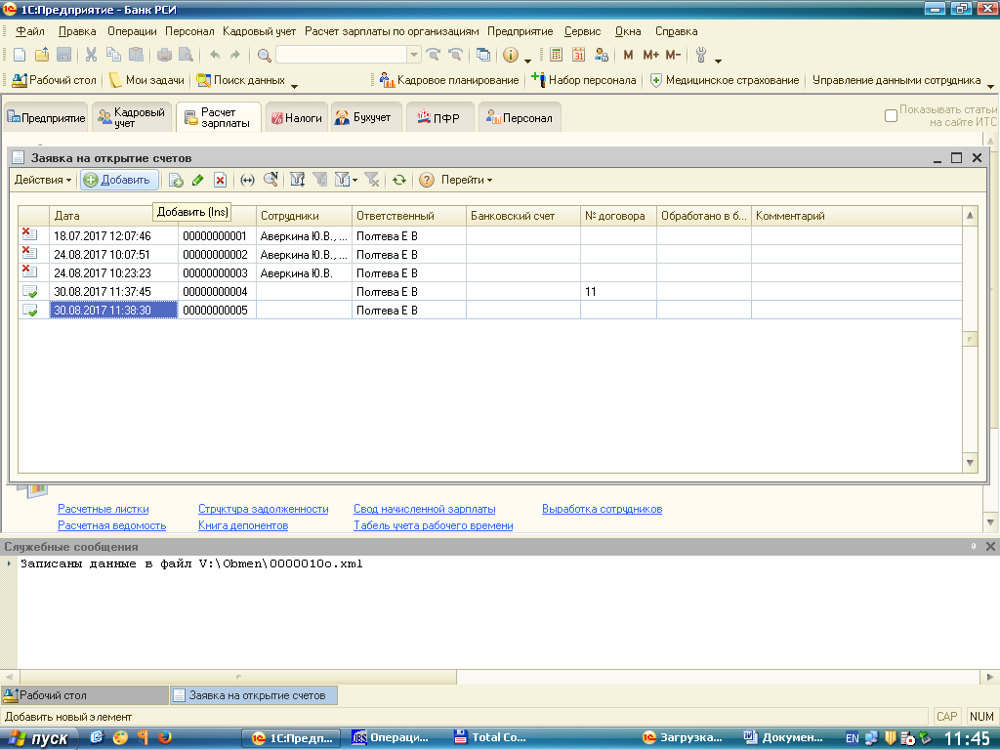 1С:Предприятие - Банк РСИ
Файл Правка Операции Персонал Кадровый учет Расчет зарплаты по организациям Предприятие Сервис Окна Справка
M M+ M-
Рабочий стол Мои задачи Поиск данных Кадровое планирование Набор персонала Медицинское страхование Управление данными сотрудника
Предприятие
Кадровый учет
Расчет зарплаты
Налоги
Бухучет
ПФР
Персонал
Показывать статьи на сайте ИТС
Заявка на открытие счетов
Действия Добавить Перейти
Добавить (Ins)
Дата Сотрудники Ответственный Банковский счет № договора Обработано в б... Комментарий
18.07.2017 12:07:46 00000000001 Аверкина Ю.В., ... Полтева Е В
24.08.2017 10:07:51 00000000002 Аверкина Ю.В., ... Полтева Е В
24.08.2017 10:23:23 00000000003 Аверкина Ю.В. Полтева Е В
30.08.2017 11:37:45 00000000004 Полтева Е В 11
30.08.2017 11:38:30 00000000005 Полтева Е В
Расчетные листки Структура задолженности Свод начисленной зарплаты Выработка сотрудников
Расчетная ведомость Книга депонентов Табель учета рабочего времени
Служебные сообщения
Записаны данные в файл V:\Obmen\0000010o.xml
Рабочий стол Заявка на открытие счетов
Добавить новый элемент CAP NUM
пуск 1С:Предп... Операци... Total Co... Загрузка... Докумен... EN 11:45